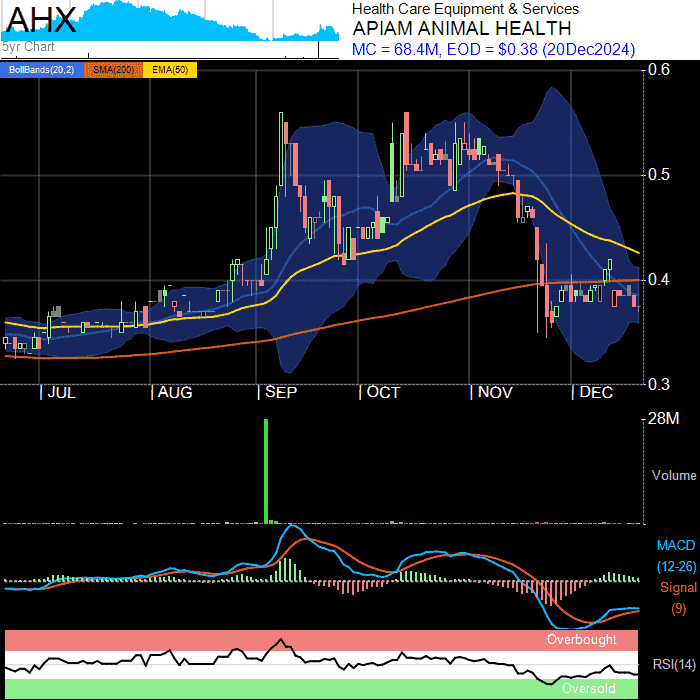 AHX
5yr Chart
Health Care Equipment & Services
APIAM ANIMAL HEALTH
MC = 68.4M, EOD = $0.38 (20Dec2024)
BollBands(20,2) SMA(200) EMA(50)
0.6
0.5
0.4
0.3
JUL AUG SEP OCT NOV DEC
28M
Volume
MACD
(12-26)
Signal
(9)
Overbought
RSI(14)
Oversold